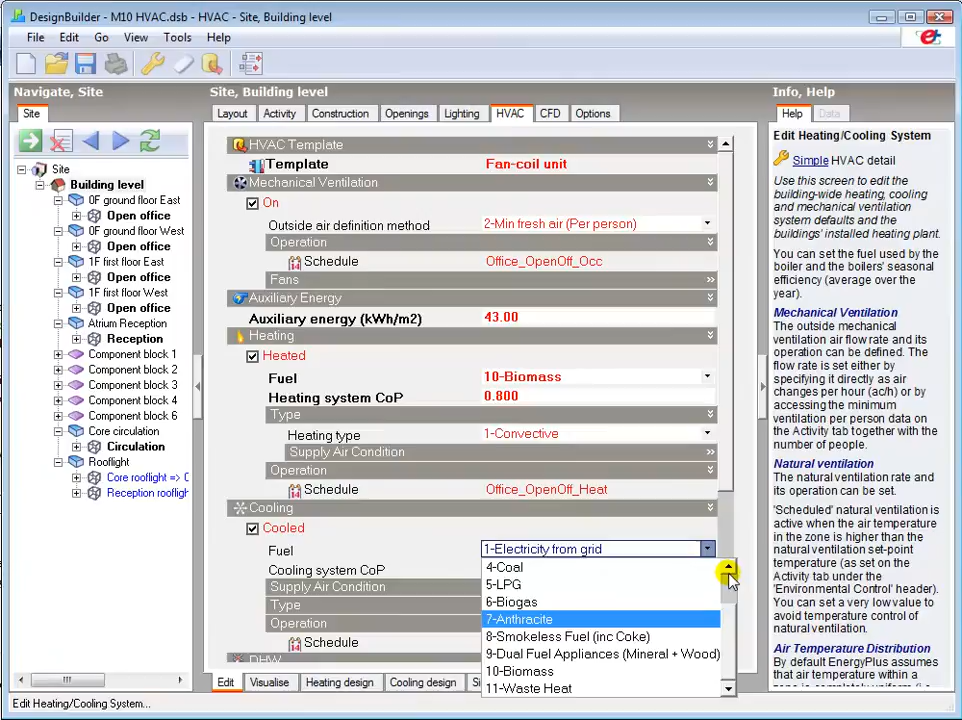 DesignBuilder - M10 HVAC.dsb - HVAC - Site, Building level
File Edit Go View Tools Help
Navigate, Site
Site
Site
Building level
0F ground floor East
Open office
0F ground floor West
Open office
1F first floor East
Open office
1F first floor West
Open office
Atrium Reception
Reception
Component block 1
Component block 2
Component block 3
Component block 4
Component block 6
Core circulation
Circulation
Rooflight
Core rooflight => C
Reception rooflight
Site, Building level
Layout Activity Construction Openings Lighting HVAC CFD Options
HVAC Template
Template Fan-coil unit
Mechanical Ventilation
On
Outside air definition method 2-Min fresh air (Per person)
Operation
Schedule Office_OpenOff_Occ
Fans
Auxiliary Energy
Auxiliary energy (kWh/m2) 43.00
Heating
Heated
Fuel 10-Biomass
Heating system CoP 0.800
Type
Heating type 1-Convective
Supply Air Condition
Operation
Schedule Office_OpenOff_Heat
Cooling
Cooled
Fuel 1-Electricity from grid
Cooling system CoP
Supply Air Condition
Type
Operation
Schedule
DHW
4-Coal
5-LPG
6-Biogas
7-Anthracite
8-Smokeless Fuel (inc Coke)
9-Dual Fuel Appliances (Mineral + Wood)
10-Biomass
11-Waste Heat
Edit Visualise Heating design Cooling design Si
Info, Help
Help Data
Edit Heating/Cooling System
Simple HVAC detail
Use this screen to edit the
building-wide heating, cooling
and mechanical ventilation
system defaults and the
buildings' installed heating plant.
You can set the fuel used by the
boiler and the boilers' seasonal
efficiency (average over the
year).
Mechanical Ventilation
The outside mechanical
ventilation air flow rate and its
operation can be defined. The
flow rate is set either by
specifying it directly as air
changes per hour (ac/h) or by
accessing the minimum
ventilation per person data on
the Activity tab together with the
number of people.
Natural ventilation
The natural ventilation rate and
its operation can be set.
'Scheduled' natural ventilation is
active when the air temperature
in the zone is higher than the
natural ventilation set-point
temperature (as set on the
Activity tab under the
'Environmental Control' header).
You can set a very low value to
avoid temperature control of
natural ventilation.
Air Temperature Distribution
By default EnergyPlus assumes
that air temperature within a
Edit Heating/Cooling System...